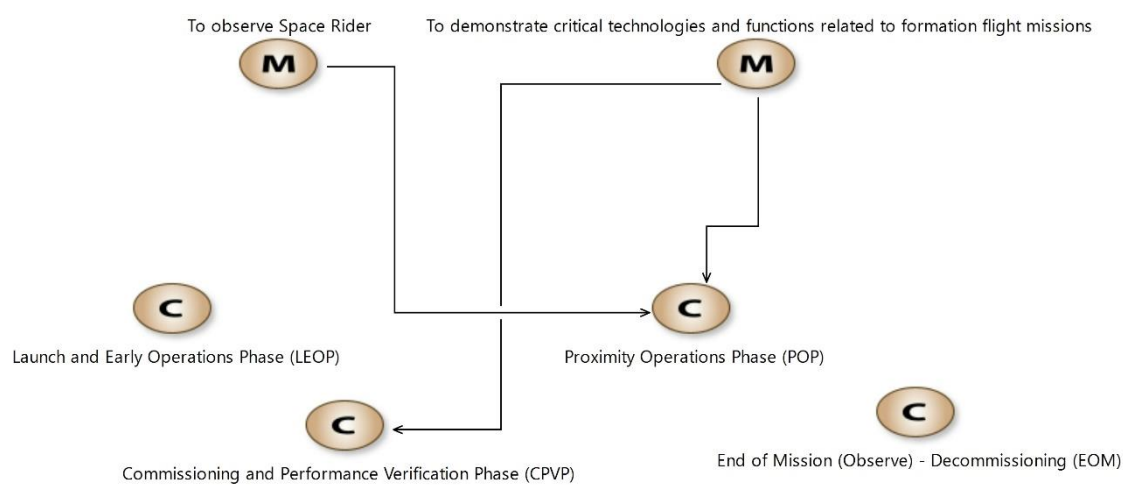 To observe Space Rider
To demonstrate critical technologies and functions related to formation flight missions
M
M
C
C
Launch and Early Operations Phase (LEOP)
Proximity Operations Phase (POP)
C
C
Commissioning and Performance Verification Phase (CPVP)
End of Mission (Observe) - Decommissioning (EOM)